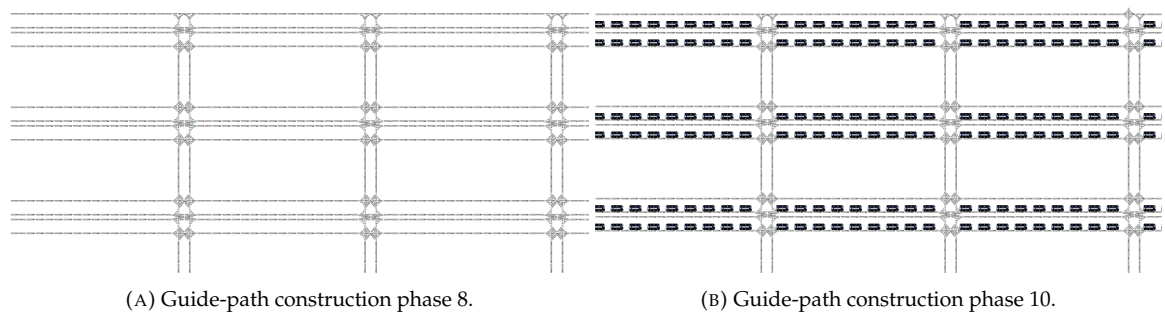 (A) Guide-path construction phase 8.
(B) Guide-path construction phase 10.